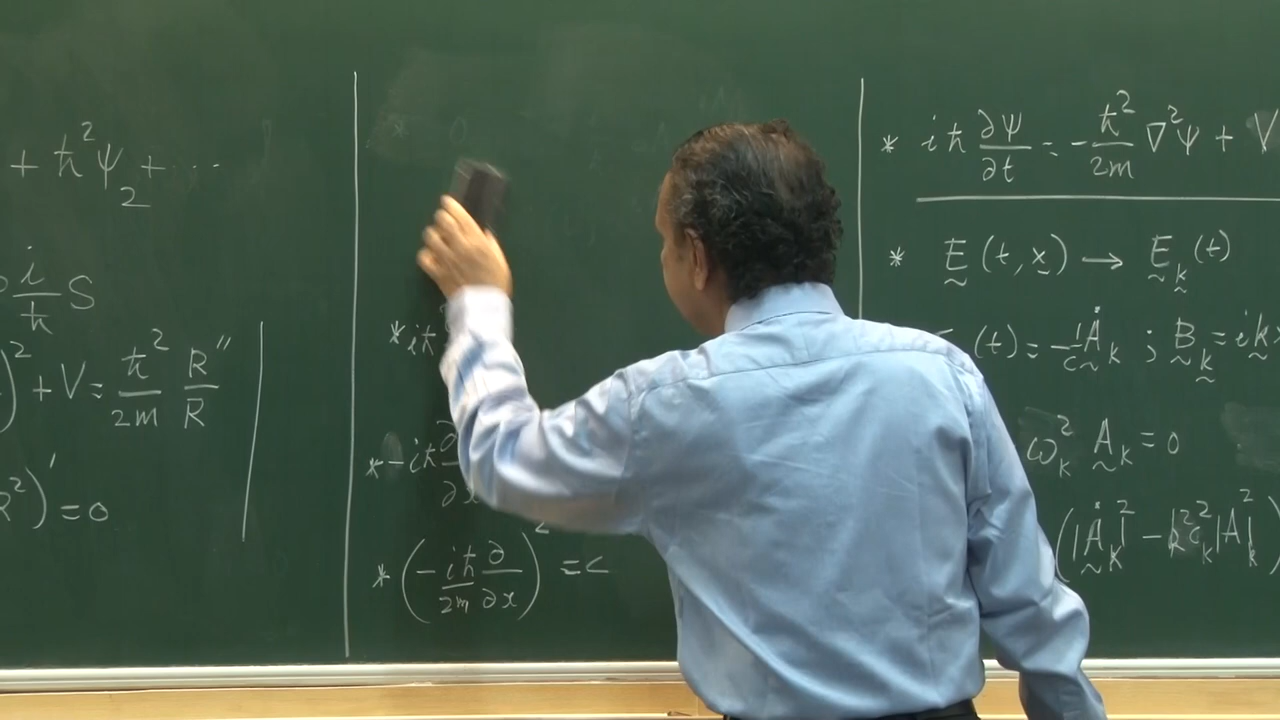 + ħ²ψ₂ + ⋯
i/ħ S
)² + V = ħ²/2m R″/R
R²)′ = 0
* iħ
* -iħ ∂
* (-iħ/2m ∂/∂x)² = <
* iħ ∂ψ/∂t = -ħ²/2m ∇²ψ + V
* E (t, x) → E_k (t)
(t) = -1/c Ȧ_k ; B_k = ik ×
ω_k² A_k = 0
(|Ȧ_k|² - k²c_k²|A_k|²)